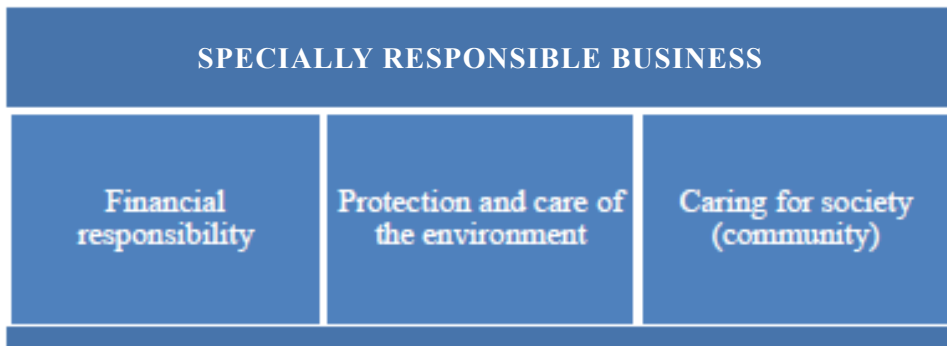 SPECIALLY RESPONSIBLE BUSINESS
Financial
responsibility
Protection and care of
the environment
Caring for society
(community)